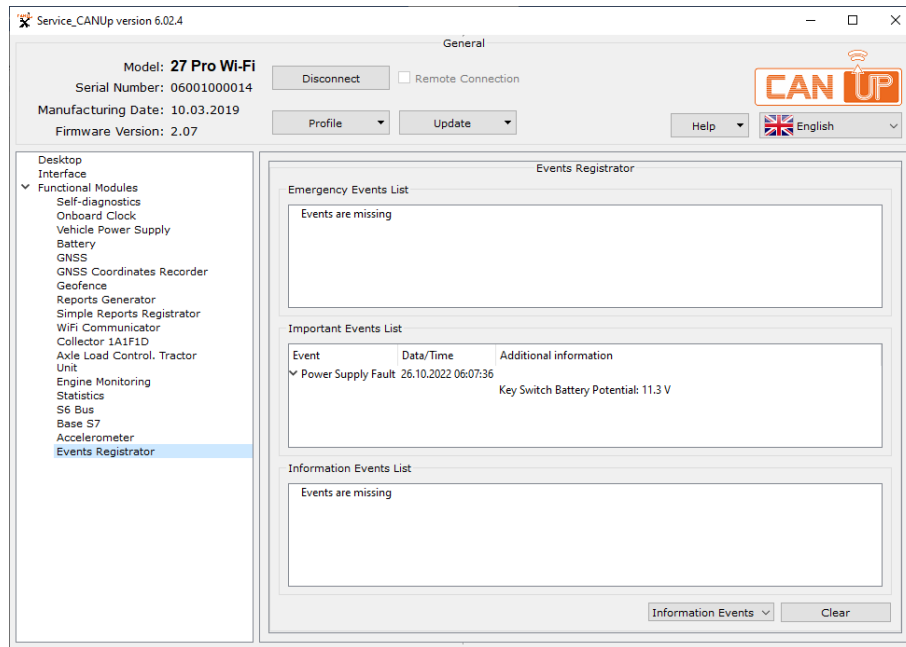 Service_CANUp version 6.02.4
General
Model: 27 Pro Wi-Fi
Serial Number: 06001000014
Manufacturing Date: 10.03.2019
Firmware Version: 2.07
Disconnect
Remote Connection
Profile
Update
CAN UP
Help
English
Desktop
Interface
Functional Modules
Self-diagnostics
Onboard Clock
Vehicle Power Supply
Battery
GNSS
GNSS Coordinates Recorder
Geofence
Reports Generator
Simple Reports Registrator
WiFi Communicator
Collector 1A1F1D
Axle Load Control. Tractor
Unit
Engine Monitoring
Statistics
S6 Bus
Base S7
Accelerometer
Events Registrator
Events Registrator
Emergency Events List
Events are missing
Important Events List
Event Data/Time Additional information
Power Supply Fault 26.10.2022 06:07:36
Key Switch Battery Potential: 11.3 V
Information Events List
Events are missing
Information Events
Clear